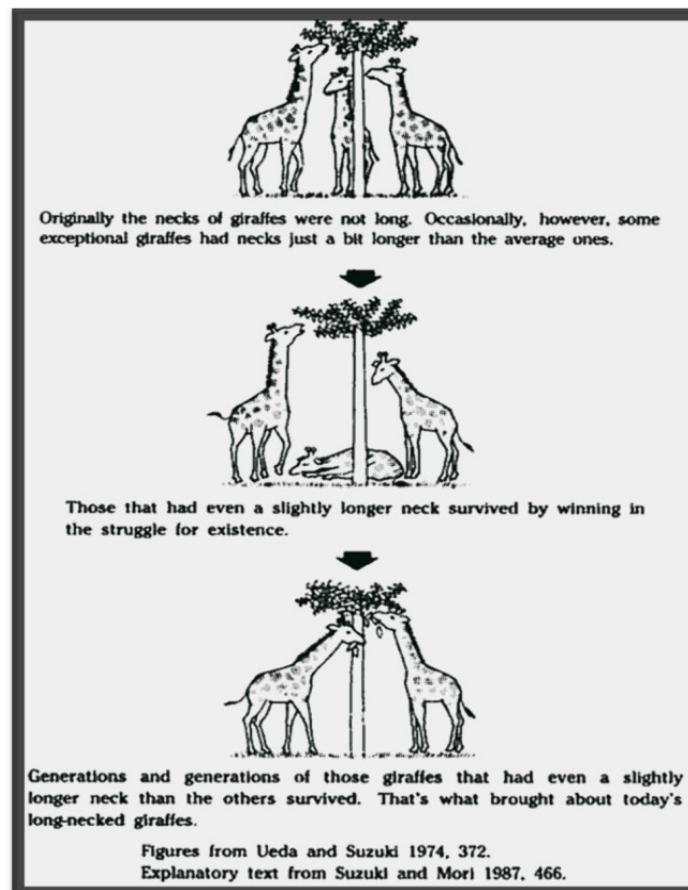 Originally the necks of giraffes were not long. Occasionally, however, some
exceptional giraffes had necks just a bit longer than the average ones.
Those that had even a slightly longer neck survived by winning in
the struggle for existence.
Generations and generations of those giraffes that had even a slightly
longer neck than the others survived. That's what brought about today's
long-necked giraffes.
Figures from Ueda and Suzuki 1974, 372.
Explanatory text from Suzuki and Mori 1987, 466.